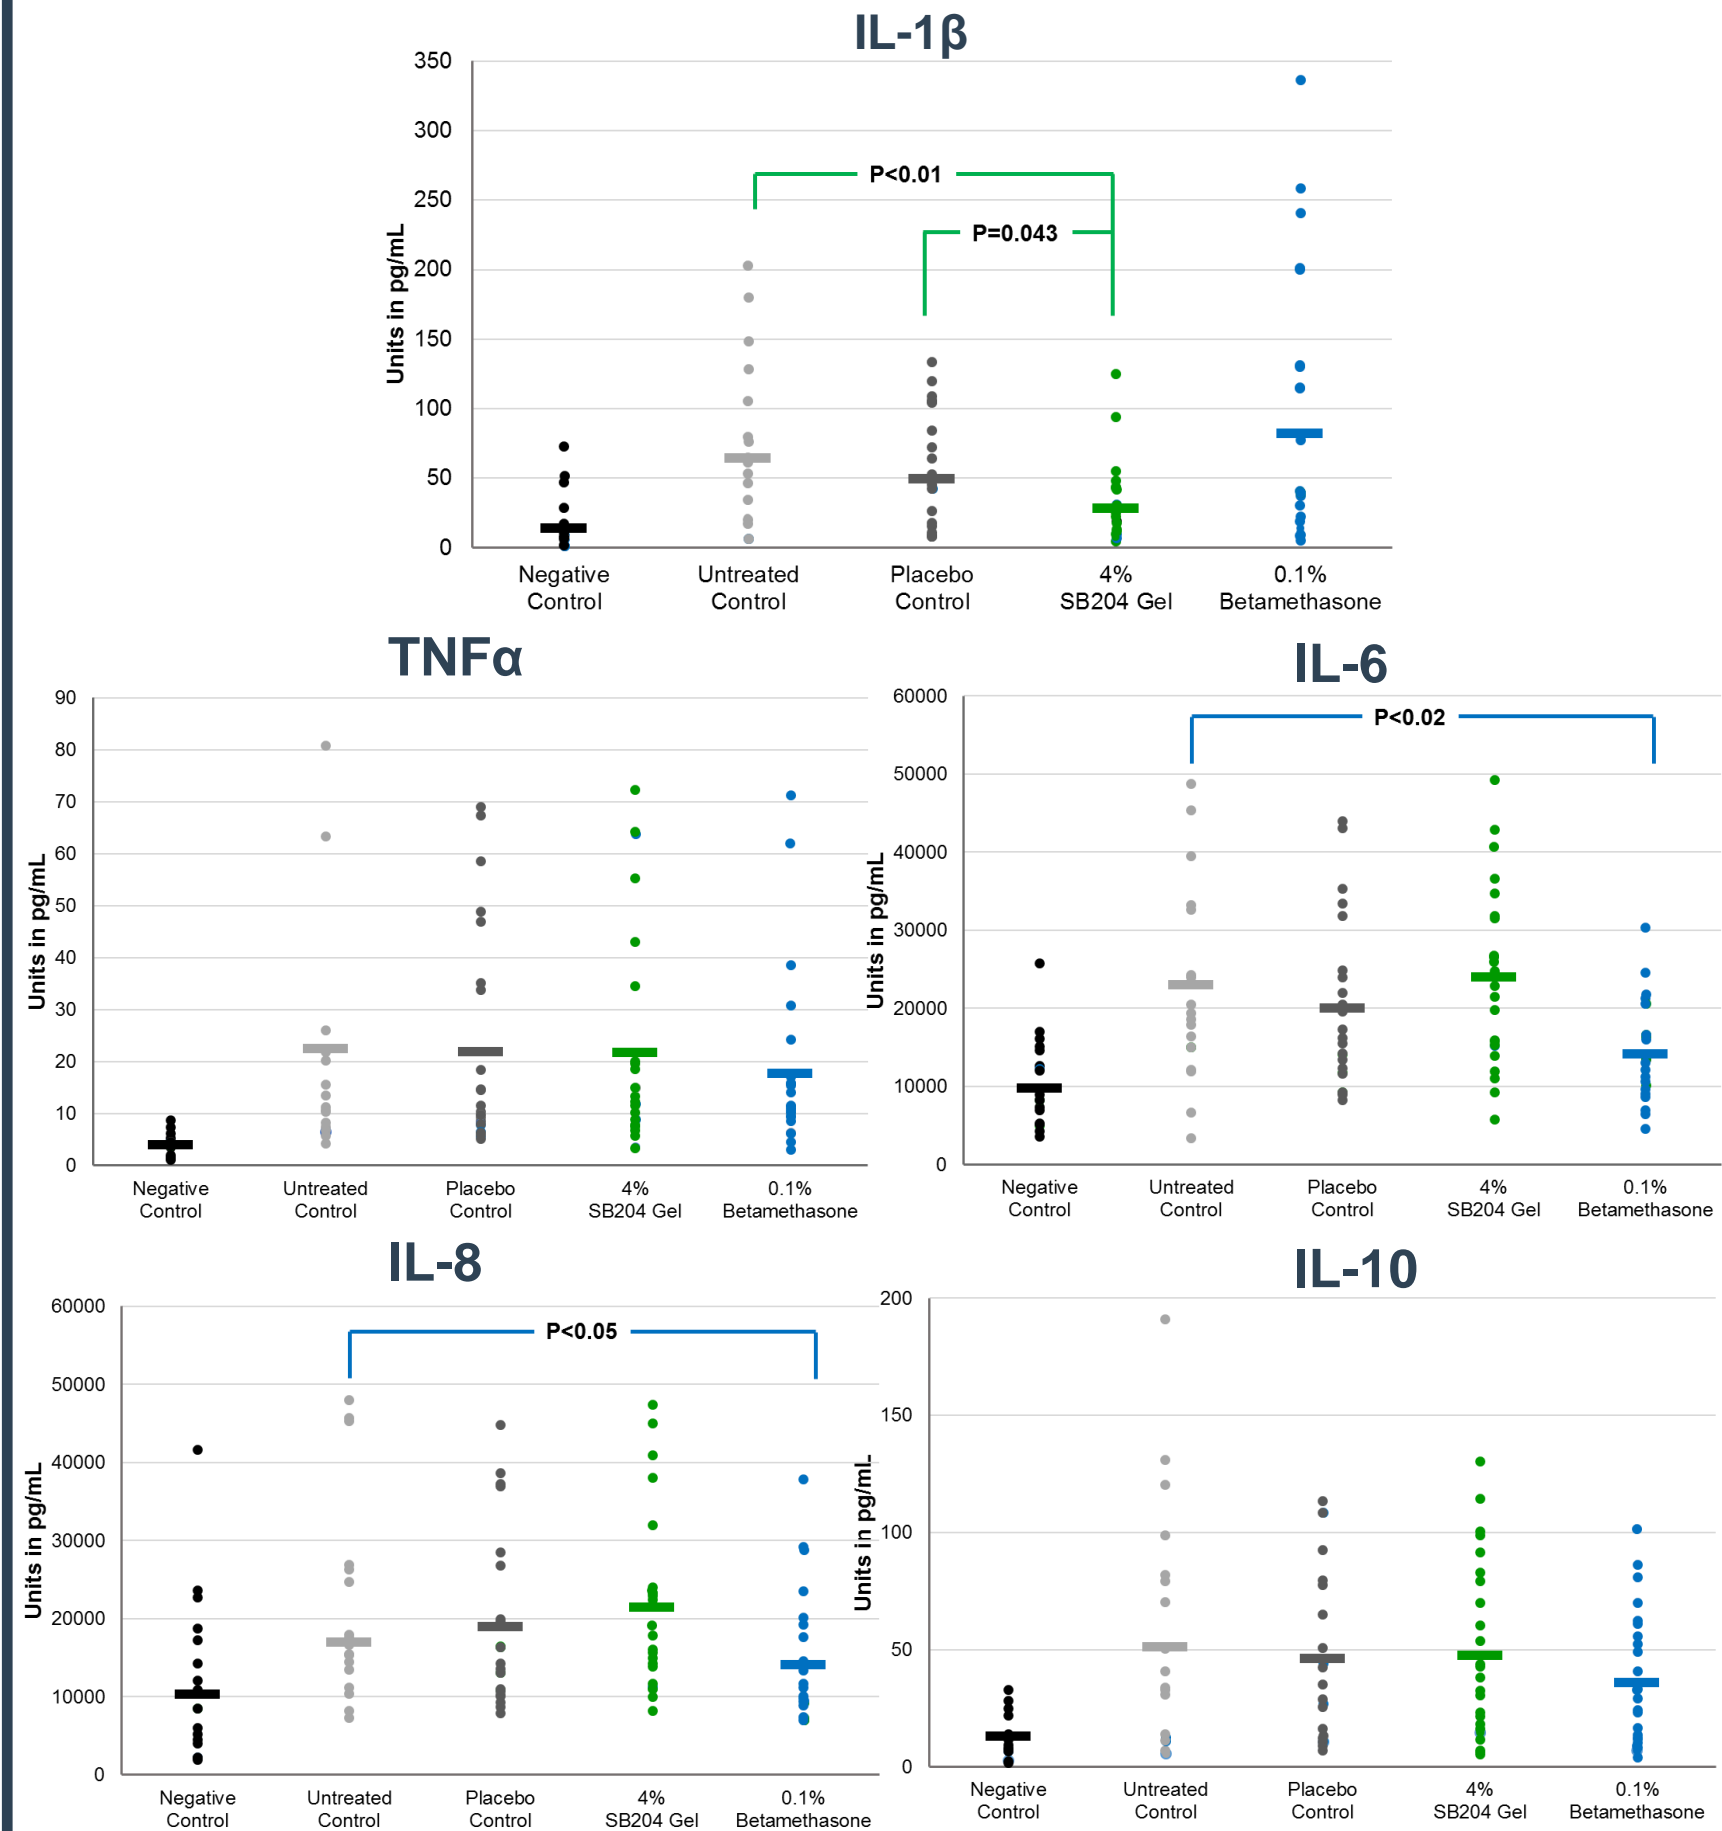 IL-1β
350
300
250
200
150
100
50
0
Units in pg/mL
P<0.01
P=0.043
Negative
Control
Untreated
Control
Placebo
Control
4%
SB204 Gel
0.1%
Betamethasone
TNFα
90
80
70
60
50
40
30
20
10
0
Units in pg/mL
Negative
Control
Untreated
Control
Placebo
Control
4%
SB204 Gel
0.1%
Betamethasone
IL-6
60000
50000
40000
30000
20000
10000
0
Units in pg/mL
P<0.02
Negative
Control
Untreated
Control
Placebo
Control
4%
SB204 Gel
0.1%
Betamethasone
IL-8
60000
50000
40000
30000
20000
10000
0
Units in pg/mL
P<0.05
Negative
Control
Untreated
Control
Placebo
Control
4%
SB204 Gel
0.1%
Betamethasone
IL-10
200
150
100
50
0
Units in pg/mL
Negative
Control
Untreated
Control
Placebo
Control
4%
SB204 Gel
0.1%
Betamethasone